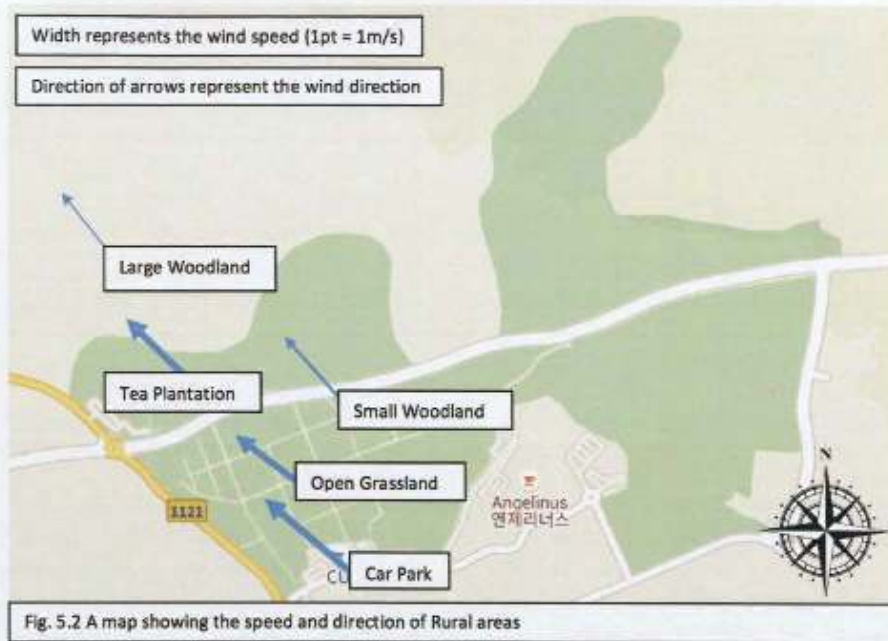 Width represents the wind speed (1pt = 1m/s)
Direction of arrows represent the wind direction
N
Large Woodland
Tea Plantation
Small Woodland
Open Grassland
1121
Angelinus
엔제리너스
CU
Car Park
Fig. 5.2 A map showing the speed and direction of Rural areas